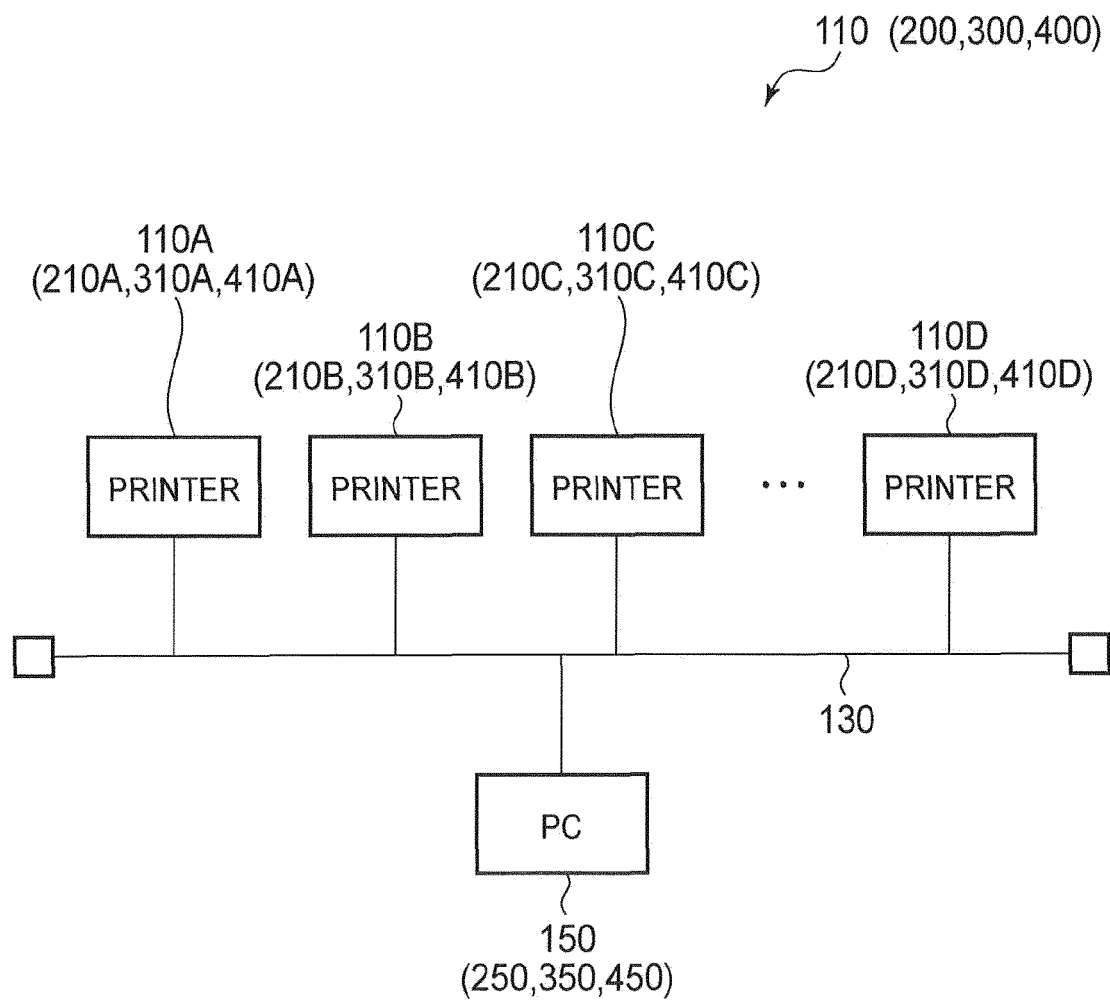 110 (200,300,400)
110A
(210A,310A,410A)
110C
(210C,310C,410C)
110B
(210B,310B,410B)
110D
(210D,310D,410D)
PRINTER
PRINTER
PRINTER
...
PRINTER
130
PC
150
(250,350,450)